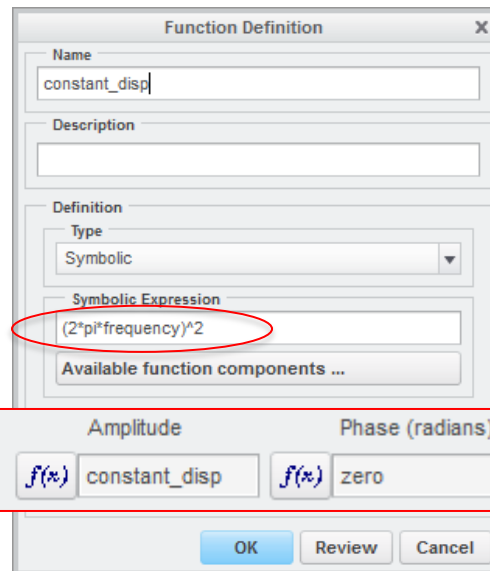 Function Definition X
Name
constant_disp
Description
Definition
Type
Symbolic
Symbolic Expression
(2*pi*frequency)^2
Available function components ...
Amplitude Phase (radians)
f(x) constant_disp f(x) zero
OK Review Cancel